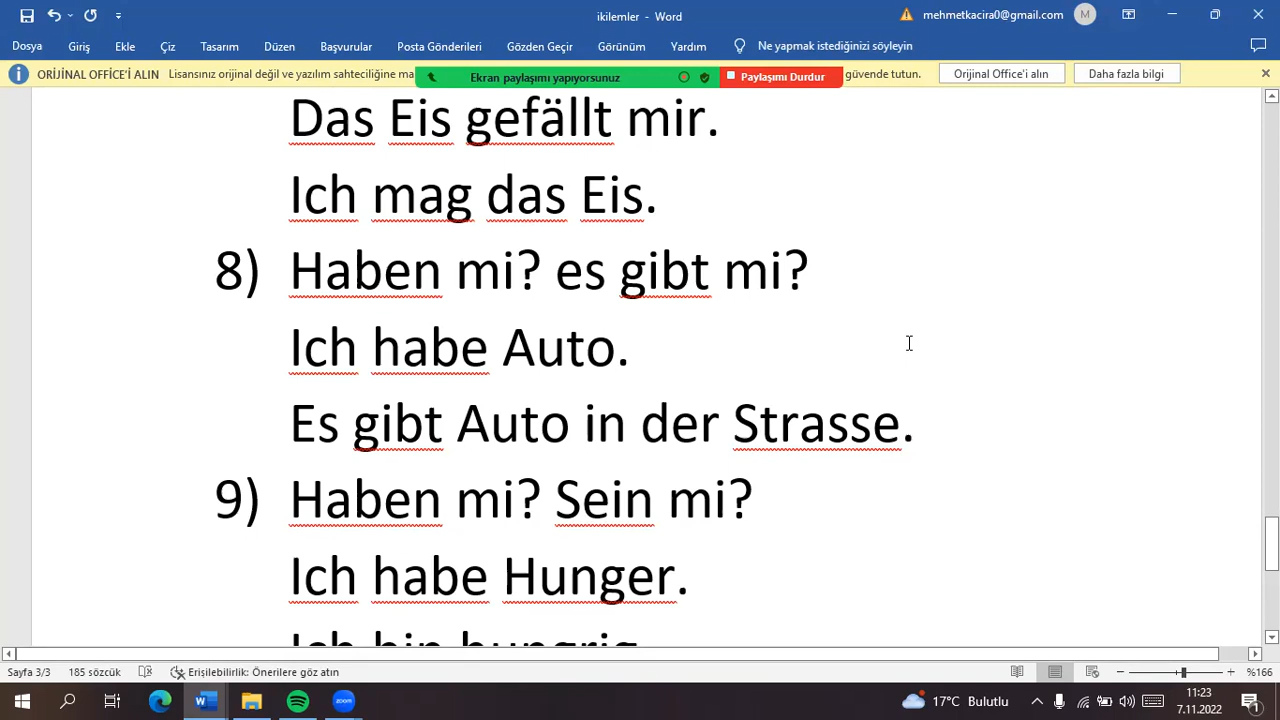 ikilemler - Word
mehmetkacira0@gmail.com
M
Dosya Giriş Ekle Çiz Tasarım Düzen Başvurular Posta Gönderileri Gözden Geçir Görünüm Yardım Ne yapmak istediğinizi söyleyin
ORİJİNAL OFFICE'İ ALIN Lisansınız orijinal değil ve yazılım sahteciliğine ma
Ekran paylaşımı yapıyorsunuz
Paylaşımı Durdur
güvende tutun.
Orijinal Office'i alın
Daha fazla bilgi
Das Eis gefällt mir.
Ich mag das Eis.
8) Haben mi? es gibt mi?
Ich habe Auto.
Es gibt Auto in der Strasse.
9) Haben mi? Sein mi?
Ich habe Hunger.
Ich bin hungrig
Sayfa 3/3 185 sözcük Erişilebilirlik: Önerilere göz atın
%166
W
zoom
17°C Bulutlu
11:23
7.11.2022
1